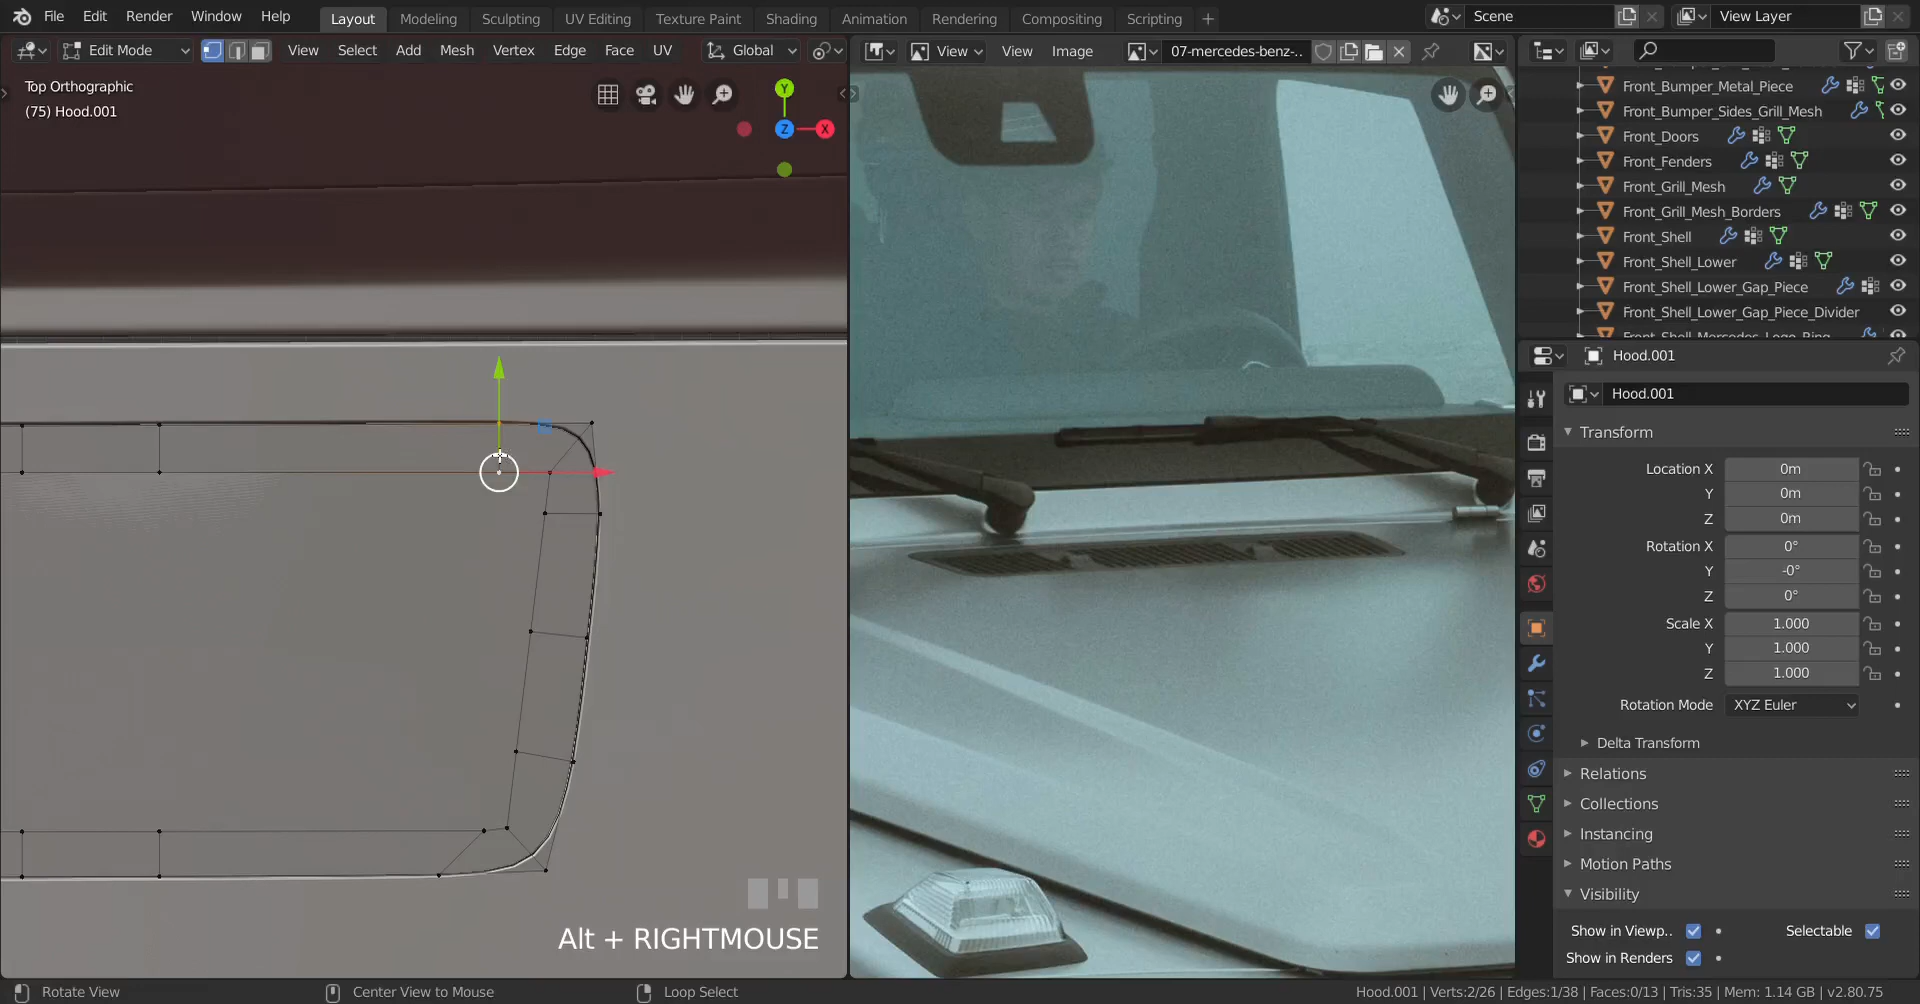 File Edit Render Window Help Layout Modeling Sculpting UV Editing Texture Paint Shading Animation Rendering Compositing Scripting + Scene View Layer
Edit Mode View Select Add Mesh Vertex Edge Face UV Global View View Image 07-mercedes-benz-..
Top Orthographic
(75) Hood.001
Y
Z
X
Front_Bumper_Metal_Piece
Front_Bumper_Sides_Grill_Mesh
Front_Doors
Front_Fenders
Front_Grill_Mesh
Front_Grill_Mesh_Borders
Front_Shell
Front_Shell_Lower
Front_Shell_Lower_Gap_Piece
Front_Shell_Lower_Gap_Piece_Divider
Front_Shell_Mercedes_Logo_Ring
Hood.001
Hood.001
Transform
Location X 0m
Y 0m
Z 0m
Rotation X 0°
Y -0°
Z 0°
Scale X 1.000
Y 1.000
Z 1.000
Rotation Mode XYZ Euler
Delta Transform
Relations
Collections
Instancing
Motion Paths
Visibility
Show in Viewp.. Selectable
Show in Renders
Alt + RIGHTMOUSE
Rotate View Center View to Mouse Loop Select Hood.001 | Verts:2/26 | Edges:1/38 | Faces:0/13 | Tris:35 | Mem: 1.14 GB | v2.80.75